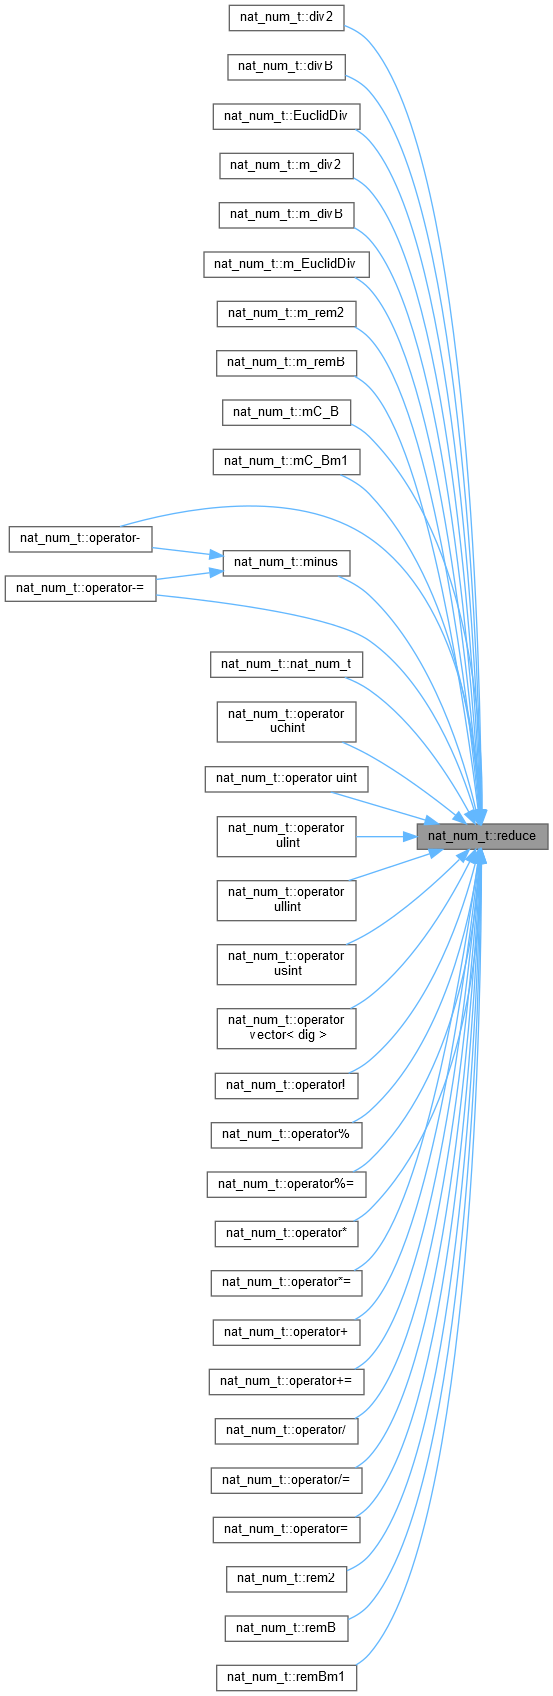 nat_num_t::div2
nat_num_t::divB
nat_num_t::EuclidDiv
nat_num_t::m_div2
nat_num_t::m_divB
nat_num_t::m_EuclidDiv
nat_num_t::m_rem2
nat_num_t::m_remB
nat_num_t::mC_B
nat_num_t::mC_Bm1
nat_num_t::operator-
nat_num_t::minus
nat_num_t::operator-=
nat_num_t::nat_num_t
nat_num_t::operator
uchint
nat_num_t::operator uint
nat_num_t::operator
ulint
nat_num_t::reduce
nat_num_t::operator
ullint
nat_num_t::operator
usint
nat_num_t::operator
vector< dig >
nat_num_t::operator!
nat_num_t::operator%
nat_num_t::operator%=
nat_num_t::operator*
nat_num_t::operator*=
nat_num_t::operator+
nat_num_t::operator+=
nat_num_t::operator/
nat_num_t::operator/=
nat_num_t::operator=
nat_num_t::rem2
nat_num_t::remB
nat_num_t::remBm1